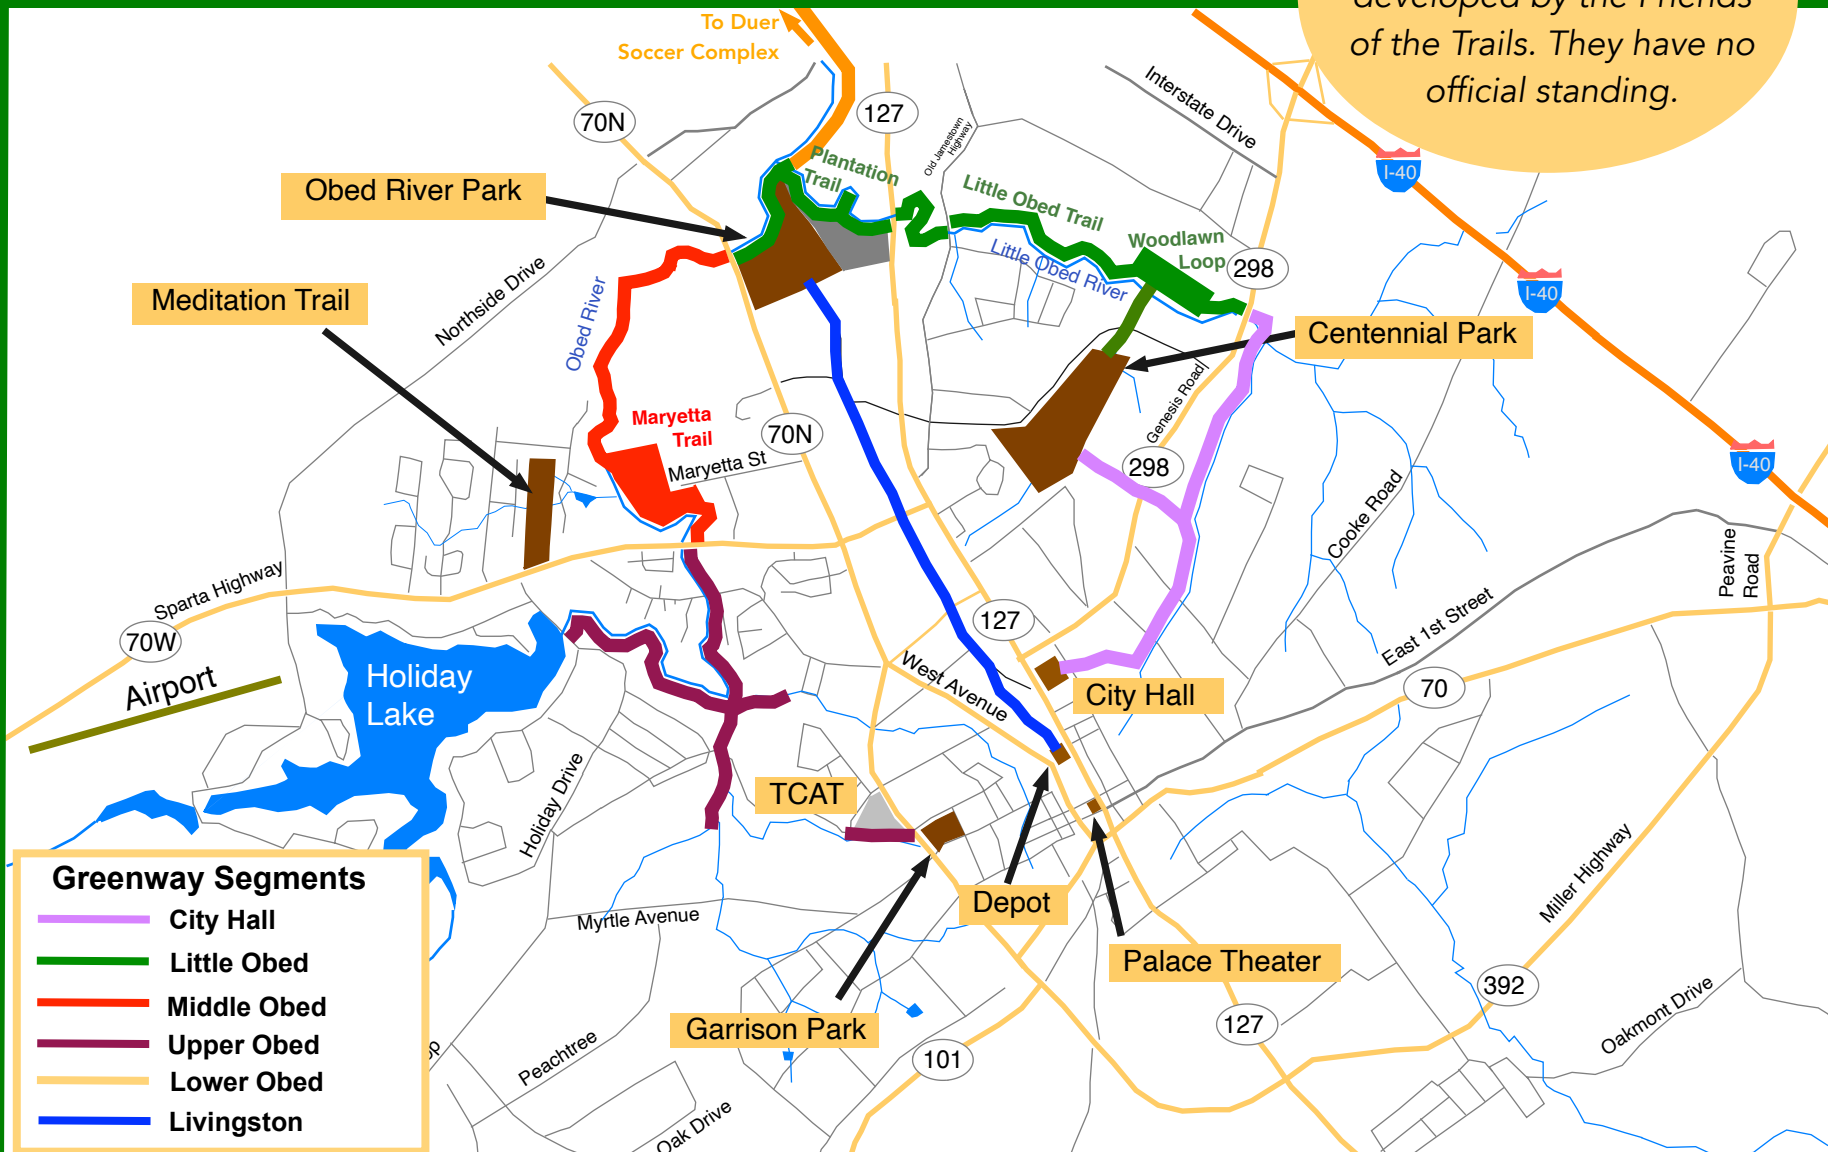 developed by the Friends
of the Trails. They have no
official standing.
To Duer
Soccer Complex
70N
127
Old Jamestown
Highway
Interstate Drive
I-40
Obed River Park
Plantation
Trail
Little Obed Trail
Woodlawn
Loop
Little Obed River
298
I-40
Meditation Trail
Northside Drive
Obed River
Centennial Park
Genesis Road
Maryetta
Trail
Maryetta St
70N
298
I-40
Cooke Road
Peavine
Road
Sparta Highway
70W
Airport
Holiday
Lake
127
West Avenue
City Hall
East 1st Street
70
TCAT
Holiday Drive
Depot
Palace Theater
Miller Highway
Myrtle Avenue
Garrison Park
392
127
101
Oakmont Drive
Peachtree
Oak Drive
op
Greenway Segments
City Hall
Little Obed
Middle Obed
Upper Obed
Lower Obed
Livingston